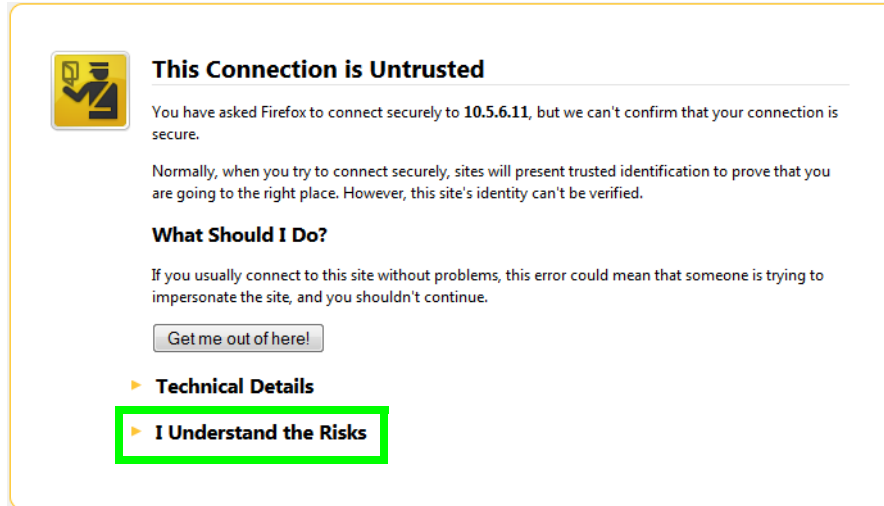 This Connection is Untrusted
You have asked Firefox to connect securely to 10.5.6.11, but we can't confirm that your connection is
secure.
Normally, when you try to connect securely, sites will present trusted identification to prove that you
are going to the right place. However, this site's identity can't be verified.
What Should I Do?
If you usually connect to this site without problems, this error could mean that someone is trying to
impersonate the site, and you shouldn't continue.
Get me out of here!
Technical Details
I Understand the Risks